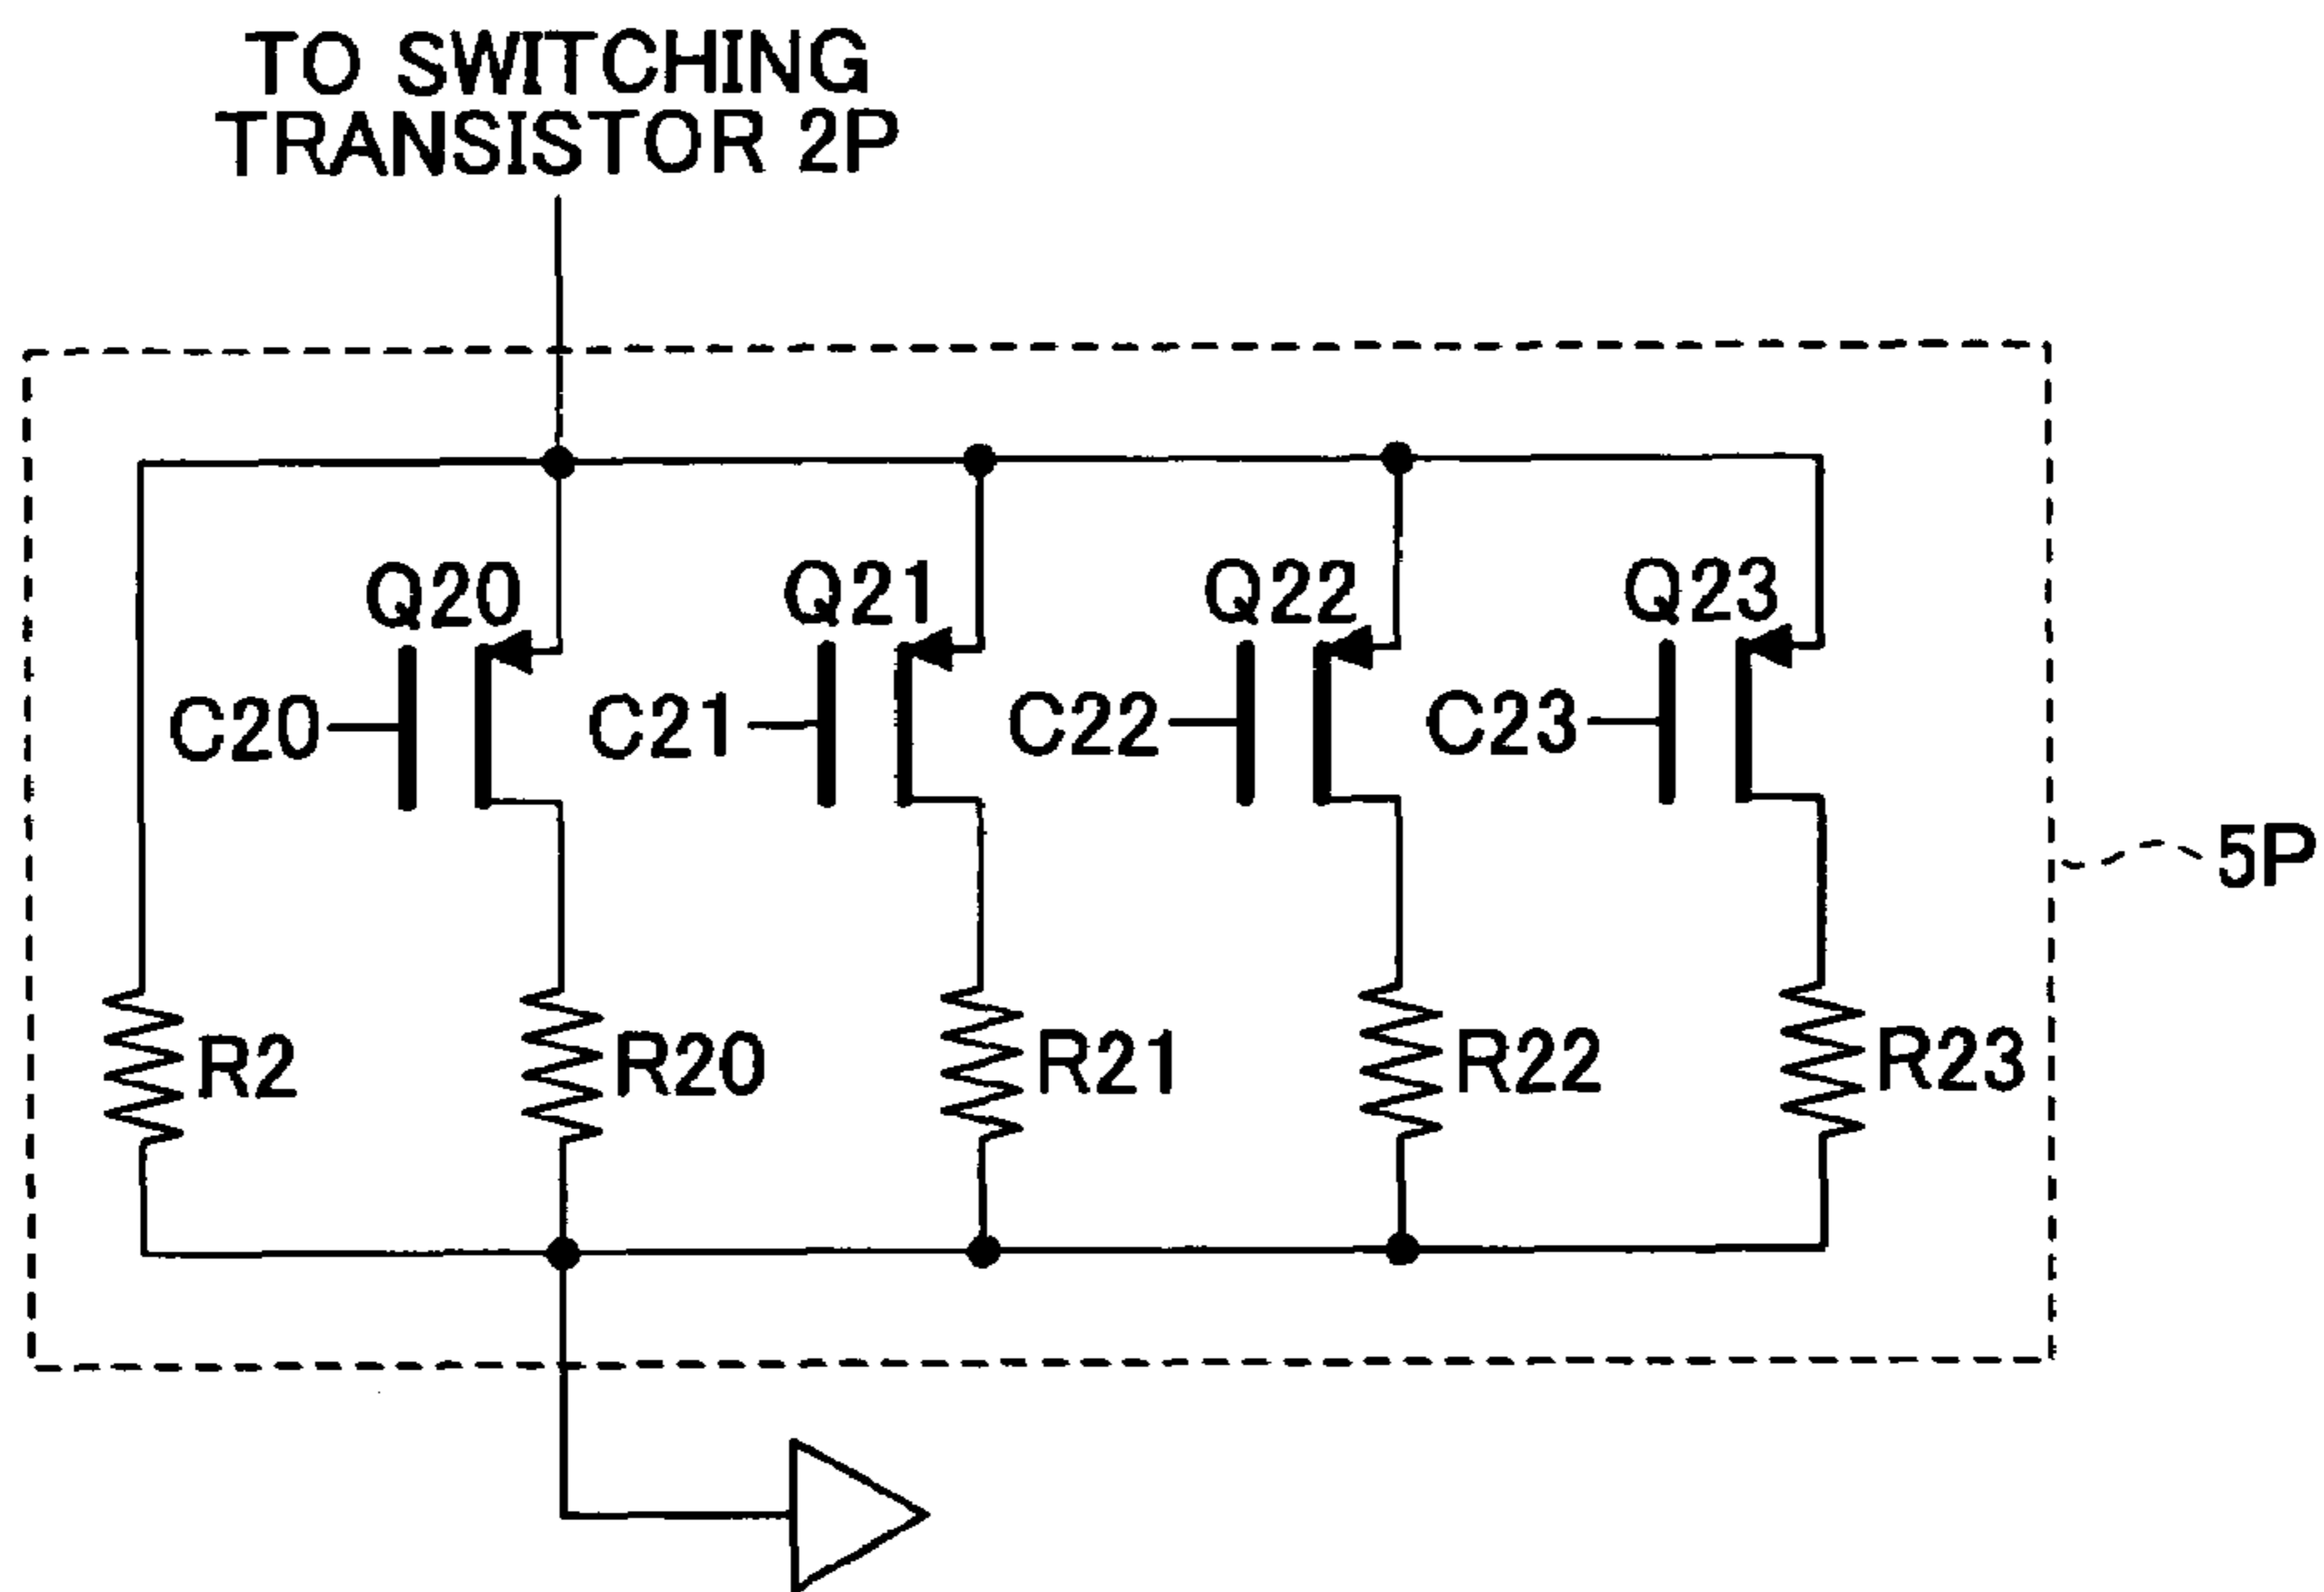 TO SWITCHING
TRANSISTOR 2P
Q20 Q21 Q22 Q23
C20 C21 C22 C23
5P
R2 R20 R21 R22 R23